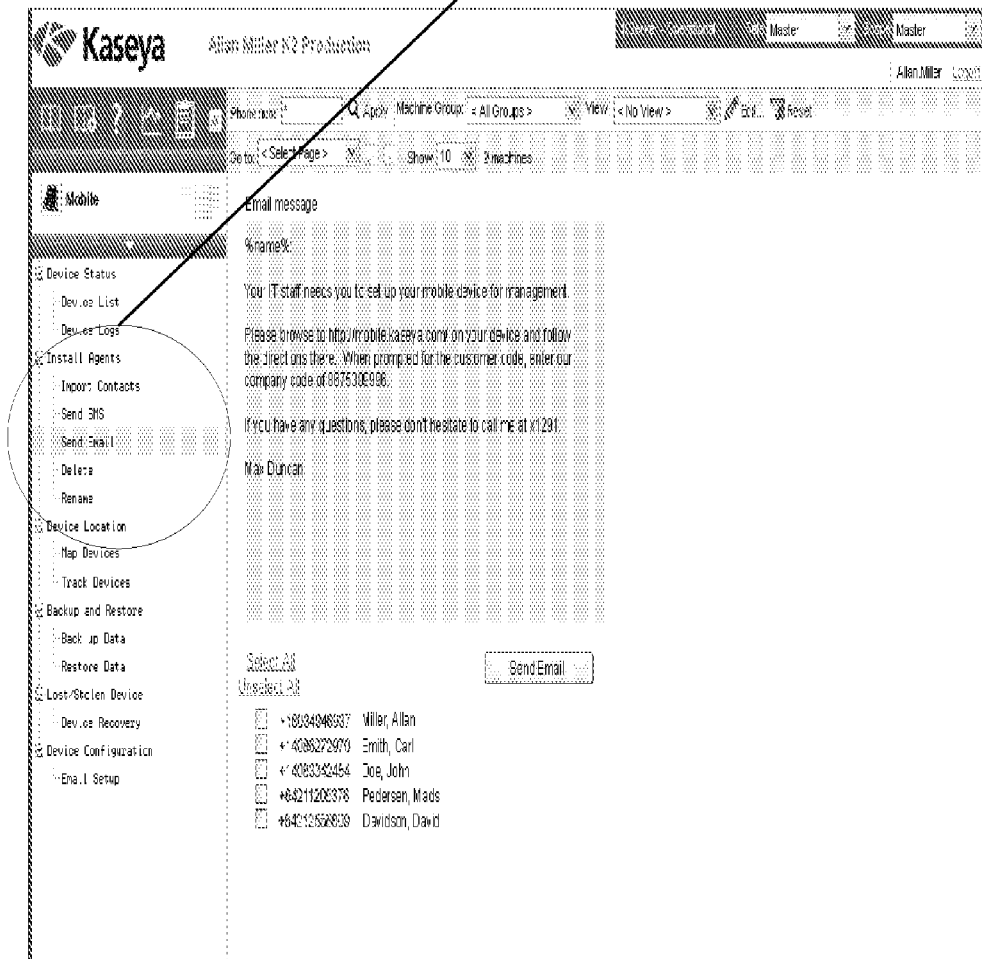 Kaseya
Allan Miller K2 Production
Master
Master
Allan.Miller Logoff
Apply Machine Group: < All Groups > View < No View > Edit... Reset
Go to: < Select Page > Show 10 machines
Mobile
Email message
%name%:
Your IT staff needs you to set up your mobile device for management.
Please browse to http://mobile.kaseya.com/ on your device and follow
the directions there. When prompted for the customer code, enter our
company code of
If you have any questions, please don't hesitate to call me at x1291.
Max Duncan
Device Status
Device List
Device Logs
Install Agents
Import Contacts
Send SMS
Send Email
Delete
Rename
Device Location
Map Devices
Track Devices
Backup and Restore
Back up Data
Restore Data
Lost/Stolen Device
Device Recovery
Device Configuration
Email Setup
Select All
Unselect All
Send Email
Miller, Allan
Carl
Doe, John
Pedersen, Mads
Davidson, David